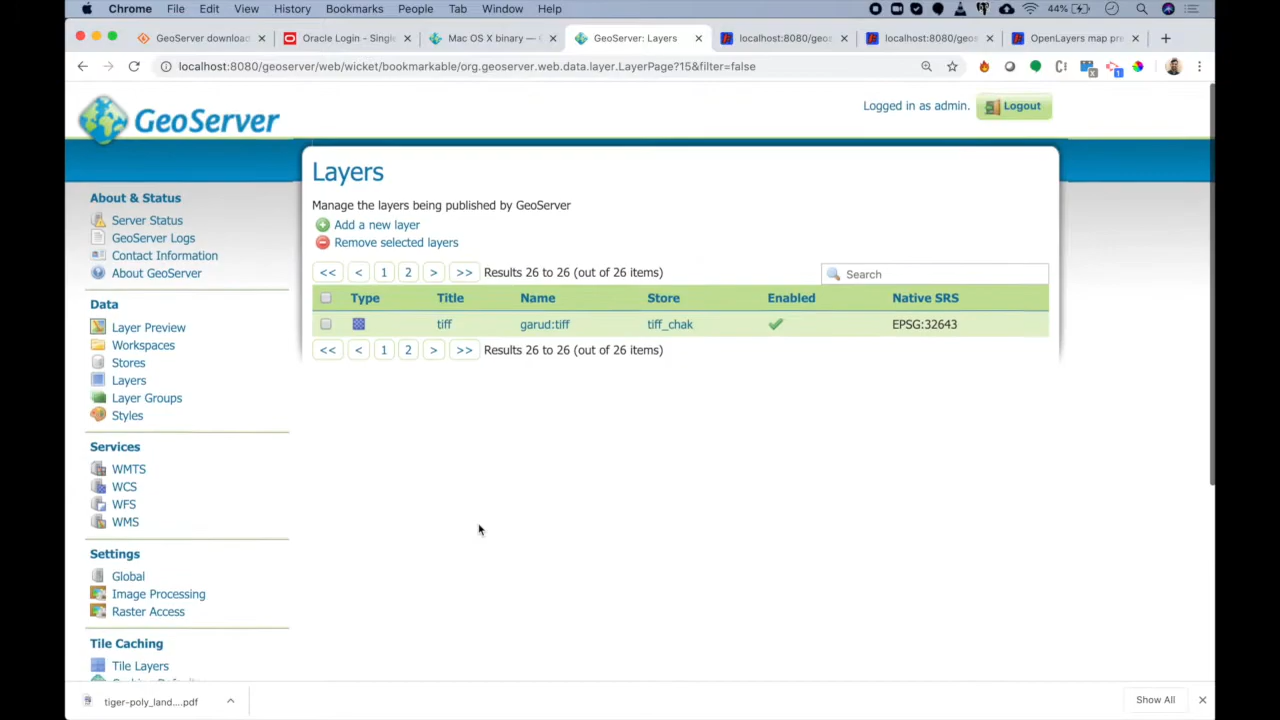 Chrome File Edit View History Bookmarks People Tab Window Help 44%
GeoServer download Oracle Login - Single Mac OS X binary — GeoServer: Layers localhost:8080/geos localhost:8080/geos OpenLayers map pre
localhost:8080/geoserver/web/wicket/bookmarkable/org.geoserver.web.data.layer.LayerPage?15&filter=false
GeoServer
Logged in as admin. Logout
About & Status
Server Status
GeoServer Logs
Contact Information
About GeoServer
Data
Layer Preview
Workspaces
Stores
Layers
Layer Groups
Styles
Services
WMTS
WCS
WFS
WMS
Settings
Global
Image Processing
Raster Access
Tile Caching
Tile Layers
Layers
Manage the layers being published by GeoServer
Add a new layer
Remove selected layers
<< < 1 2 > >> Results 26 to 26 (out of 26 items) Search
Type Title Name Store Enabled Native SRS
tiff garud:tiff tiff_chak EPSG:32643
<< < 1 2 > >> Results 26 to 26 (out of 26 items)
tiger-poly_land....pdf Show All